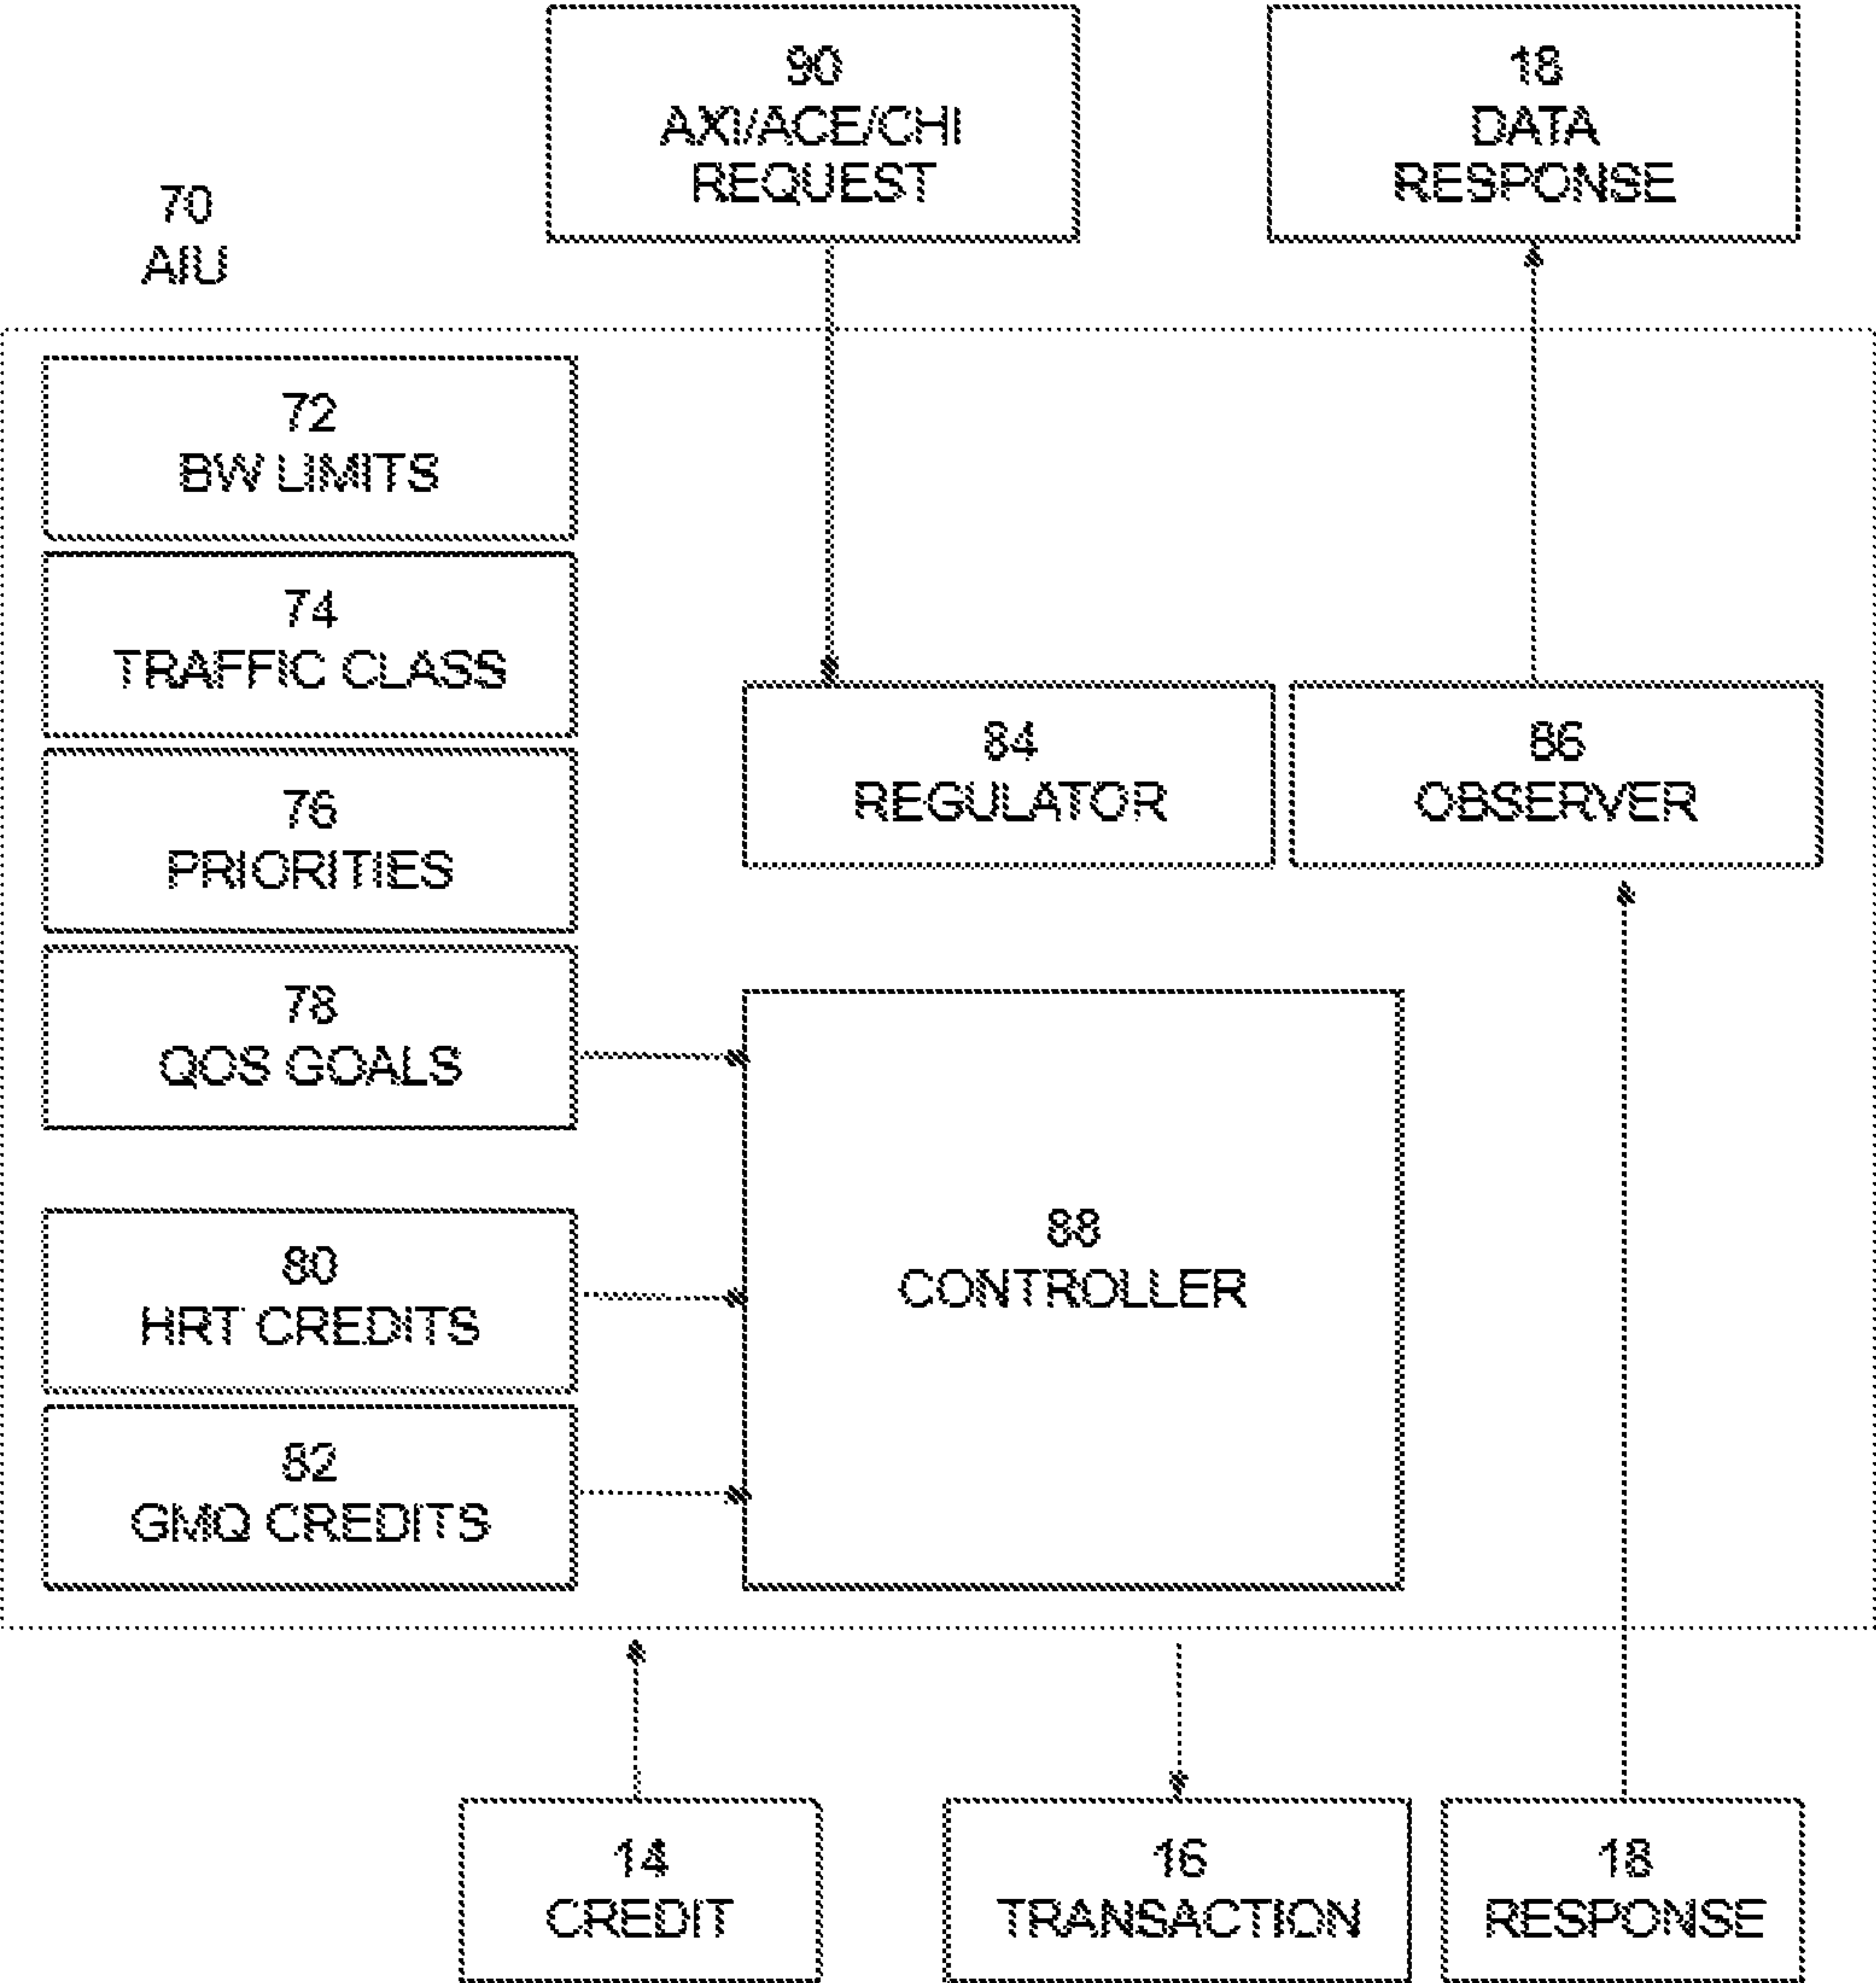 90
AXI/ACE/CHI
REQUEST
18
DATA
RESPONSE
70
AIU
72
BW LIMITS
74
TRAFFIC CLASS
76
PRIORITIES
78
QOS GOALS
80
HRT CREDITS
82
GMQ CREDITS
84
REGULATOR
86
OBSERVER
88
CONTROLLER
14
CREDIT
16
TRANSACTION
18
RESPONSE